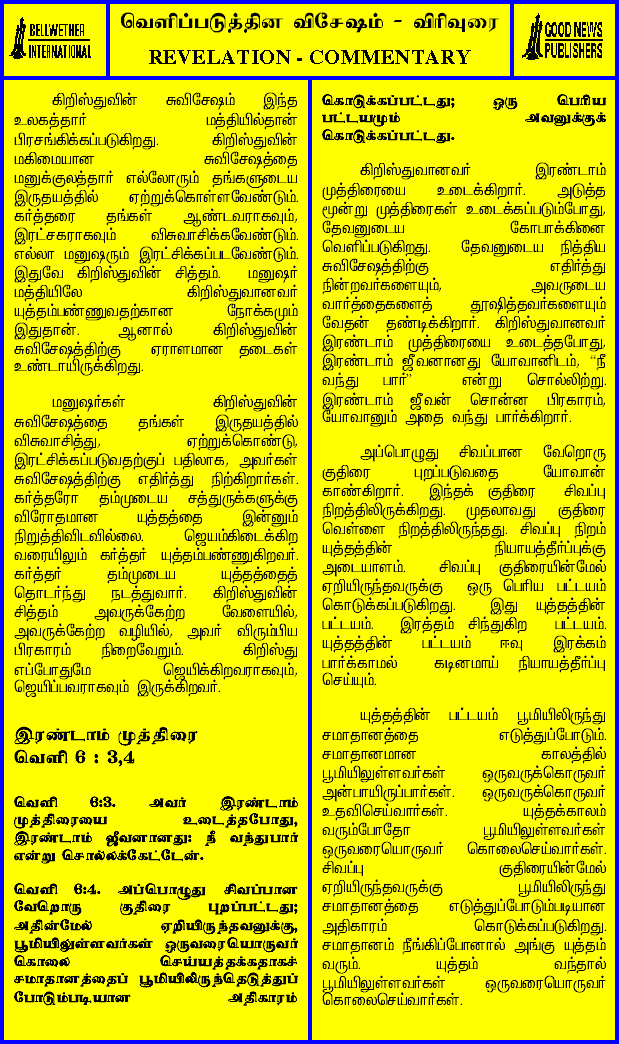 BELLWETHER
INTERNATIONAL
வெளிப்படுத்தின விசேஷம் - விரிவுரை
REVELATION - COMMENTARY
GOOD NEWS
PUBLISHERS
கிறிஸ்துவின் சுவிசேஷம் இந்த
உலகத்தார் மத்தியில்தான்
பிரசங்கிக்கப்படுகிறது. கிறிஸ்துவின்
மகிமையான சுவிசேஷத்தை
மனுக்குலத்தார் எல்லோரும் தங்களுடைய
இருதயத்தில் ஏற்றுக்கொள்ளவேண்டும்.
கர்த்தரை தங்கள் ஆண்டவராகவும்,
இரட்சகராகவும் விசுவாசிக்கவேண்டும்.
எல்லா மனுஷரும் இரட்சிக்கப்படவேண்டும்.
இதுவே கிறிஸ்துவின் சித்தம். மனுஷர்
மத்தியிலே கிறிஸ்துவானவர்
யுத்தம்பண்ணுவதற்கான நோக்கமும்
இதுதான். ஆனால் கிறிஸ்துவின்
சுவிசேஷத்திற்கு ஏராளமான தடைகள்
உண்டாயிருக்கிறது.
மனுஷர்கள் கிறிஸ்துவின்
சுவிசேஷத்தை தங்கள் இருதயத்தில்
விசுவாசித்து, ஏற்றுக்கொண்டு,
இரட்சிக்கப்படுவதற்குப் பதிலாக, அவர்கள்
சுவிசேஷத்திற்கு எதிர்த்து நிற்கிறார்கள்.
கர்த்தரோ தம்முடைய சத்துருக்களுக்கு
விரோதமான யுத்தத்தை இன்னும்
நிறுத்திவிடவில்லை. ஜெயம்கிடைக்கிற
வரையிலும் கர்த்தர் யுத்தம்பண்ணுகிறவர்.
கர்த்தர் தம்முடைய யுத்தத்தைத்
தொடர்ந்து நடத்துவார். கிறிஸ்துவின்
சித்தம் அவருக்கேற்ற வேளையில்,
அவருக்கேற்ற வழியில், அவர் விரும்பிய
பிரகாரம் நிறைவேறும். கிறிஸ்து
எப்போதுமே ஜெயிக்கிறவராகவும்,
ஜெயிப்பவராகவும் இருக்கிறவர்.
இரண்டாம் முத்திரை
வெளி 6 : 3,4
வெளி 6:3. அவர் இரண்டாம்
முத்திரையை உடைத்தபோது,
இரண்டாம் ஜீவனானது: நீ வந்துபார்
என்று சொல்லக்கேட்டேன்.
வெளி 6:4. அப்பொழுது சிவப்பான
வேறொரு குதிரை புறப்பட்டது;
அதின்மேல் ஏறியிருந்தவனுக்கு,
பூமியிலுள்ளவர்கள் ஒருவரையொருவர்
கொலை செய்யத்தக்கதாகச்
சமாதானத்தைப் பூமியிலிருந்தெடுத்துப்
போடும்படியான அதிகாரம்
கொடுக்கப்பட்டது; ஒரு பெரிய
பட்டயமும் அவனுக்குக்
கொடுக்கப்பட்டது.
கிறிஸ்துவானவர் இரண்டாம்
முத்திரையை உடைக்கிறார். அடுத்த
மூன்று முத்திரைகள் உடைக்கப்படும்போது,
தேவனுடைய கோபாக்கினை
வெளிப்படுகிறது. தேவனுடைய நித்திய
சுவிசேஷத்திற்கு எதிர்த்து
நின்றவர்களையும், அவருடைய
வார்த்தைகளைத் தூஷித்தவர்களையும்
வேதன் தண்டிக்கிறார். கிறிஸ்துவானவர்
இரண்டாம் முத்திரையை உடைத்தபோது,
இரண்டாம் ஜீவனானது யோவானிடம், “நீ
வந்து பார்” என்று சொல்லிற்று.
இரண்டாம் ஜீவன் சொன்ன பிரகாரம்,
யோவானும் அதை வந்து பார்க்கிறார்.
அப்பொழுது சிவப்பான வேறொரு
குதிரை புறப்படுவதை யோவான்
காண்கிறார். இந்தக் குதிரை சிவப்பு
நிறத்திலிருக்கிறது. முதலாவது குதிரை
வெள்ளை நிறத்திலிருந்தது. சிவப்பு நிறம்
யுத்தத்தின் நியாயத்தீர்ப்புக்கு
அடையாளம். சிவப்பு குதிரையின்மேல்
ஏறியிருந்தவருக்கு ஒரு பெரிய பட்டயம்
கொடுக்கப்படுகிறது. இது யுத்தத்தின்
பட்டயம். இரத்தம் சிந்துகிற பட்டயம்.
யுத்தத்தின் பட்டயம் ஈவு இரக்கம்
பார்க்காமல் கடினமாய் நியாயத்தீர்ப்பு
செய்யும்.
யுத்தத்தின் பட்டயம் பூமியிலிருந்து
சமாதானத்தை எடுத்துப்போடும்.
சமாதானமான காலத்தில்
பூமியிலுள்ளவர்கள் ஒருவருக்கொருவர்
அன்பாயிருப்பார்கள். ஒருவருக்கொருவர்
உதவிசெய்வார்கள். யுத்தக்காலம்
வரும்போதோ பூமியிலுள்ளவர்கள்
ஒருவரையொருவர் கொலைசெய்வார்கள்.
சிவப்பு குதிரையின்மேல்
ஏறியிருந்தவருக்கு பூமியிலிருந்து
சமாதானத்தை எடுத்துப்போடும்படியான
அதிகாரம் கொடுக்கப்படுகிறது.
சமாதானம் நீங்கிப்போனால் அங்கு யுத்தம்
வரும். யுத்தம் வந்தால்
பூமியிலுள்ளவர்கள் ஒருவரையொருவர்
கொலைசெய்வார்கள்.